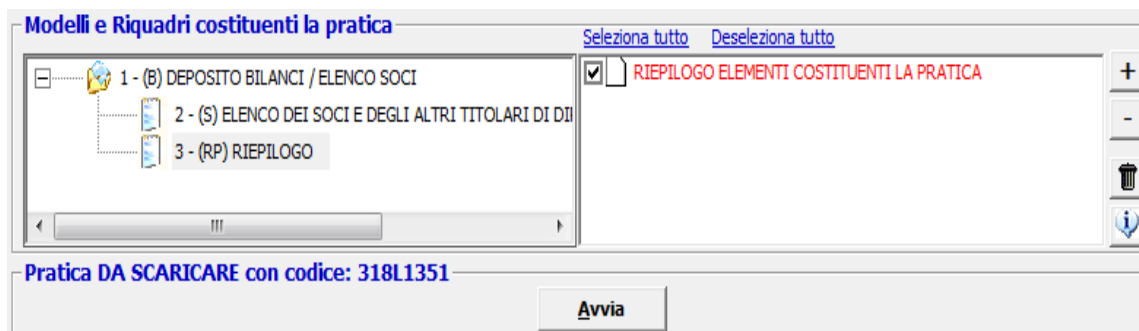 Modelli e Riquadri costituenti la pratica
Seleziona tutto Deseleziona tutto
1 - (B) DEPOSITO BILANCI / ELENCO SOCI
2 - (S) ELENCO DEI SOCI E DEGLI ALTRI TITOLARI DI DI
3 - (RP) RIEPILOGO
RIEPILOGO ELEMENTI COSTITUENTI LA PRATICA
+
-
Pratica DA SCARICARE con codice: 318L1351
Avvia